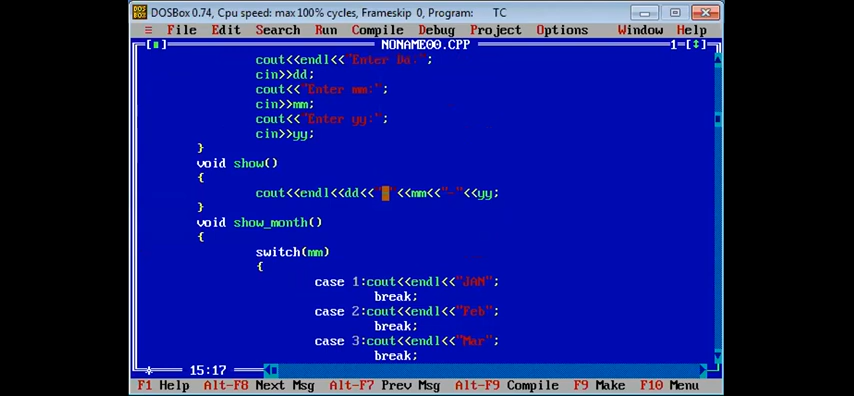 DOSBox 0.74, Cpu speed: max 100% cycles, Frameskip 0, Program: TC
≡ File Edit Search Run Compile Debug Project Options Window Help
[■] NONAME00.CPP 1=[↕]
cout<<endl<<"Enter Da.";
cin>>dd;
cout<<"Enter mm:";
cin>>mm;
cout<<"Enter yy:";
cin>>yy;
}
void show()
{
cout<<endl<<dd<<"-"<<mm<<"-"<<yy;
}
void show_month()
{
switch(mm)
{
case 1:cout<<endl<<"JAN";
break;
case 2:cout<<endl<<"Feb";
break;
case 3:cout<<endl<<"Mar";
break;
15:17
F1 Help Alt-F8 Next Msg Alt-F7 Prev Msg Alt-F9 Compile F9 Make F10 Menu